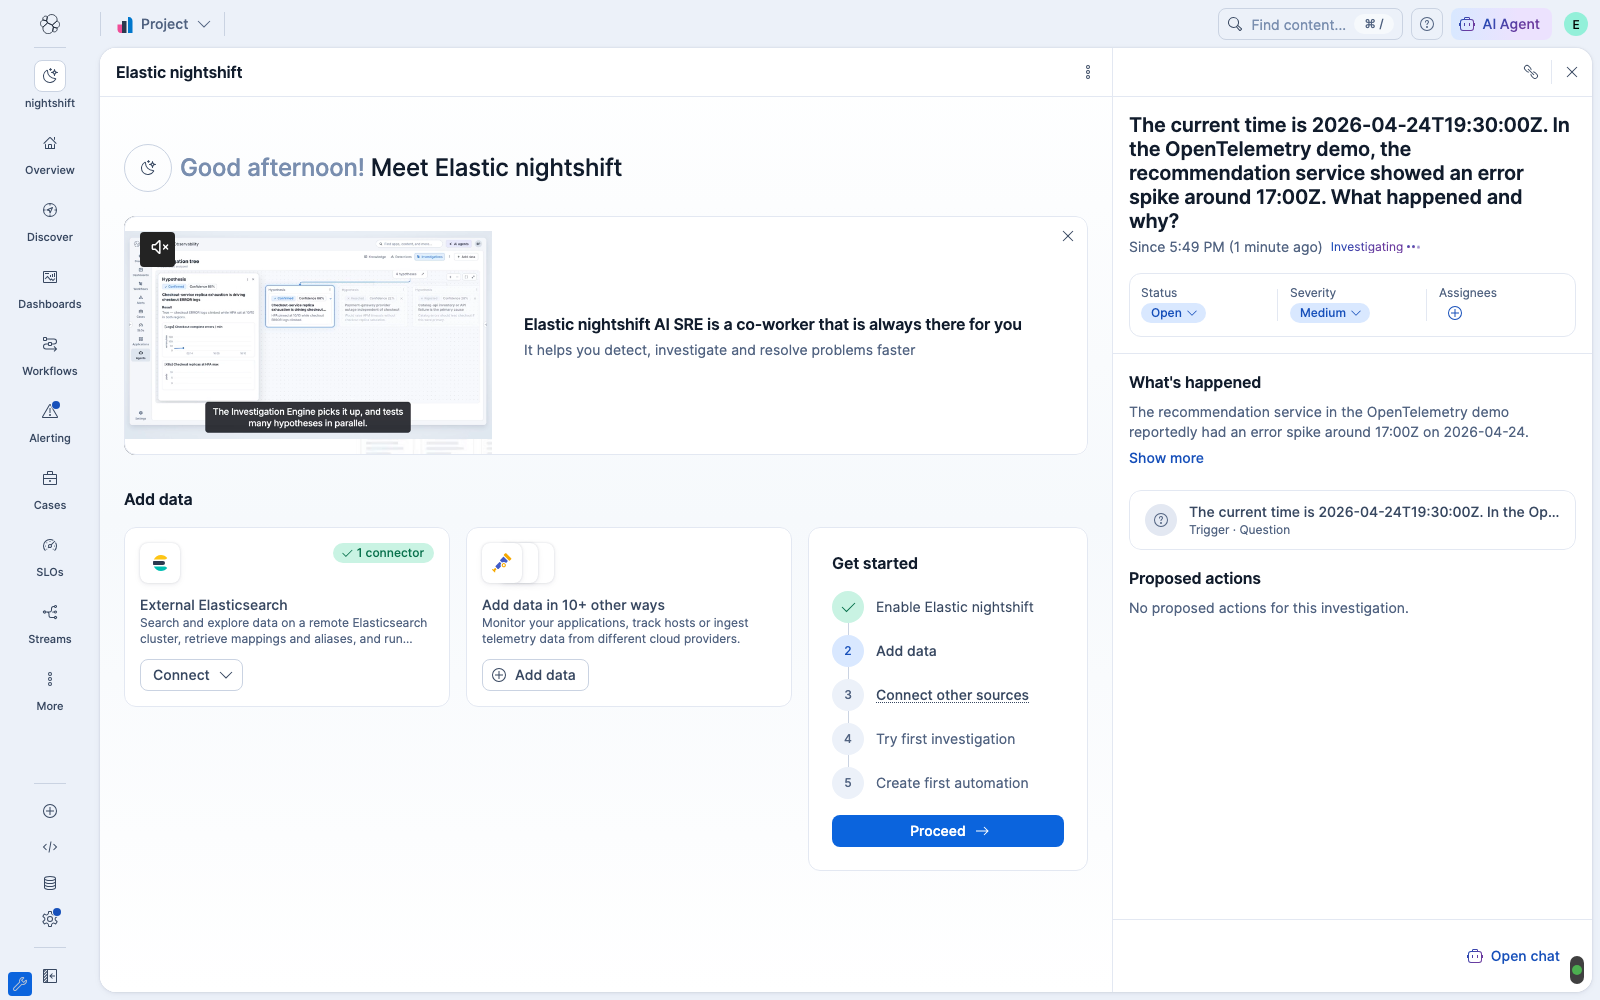 Project
Find content...
⌘ /
AI Agent
E
nightshift
Overview
Discover
Dashboards
Workflows
Alerting
Cases
SLOs
Streams
More
Elastic nightshift
Good afternoon! Meet Elastic nightshift
Observability
Hypothesis
The Investigation Engine picks it up, and tests
many hypotheses in parallel.
Elastic nightshift AI SRE is a co-worker that is always there for you
It helps you detect, investigate and resolve problems faster
Add data
1 connector
External Elasticsearch
Search and explore data on a remote Elasticsearch
cluster, retrieve mappings and aliases, and run...
Connect
Add data in 10+ other ways
Monitor your applications, track hosts or ingest
telemetry data from different cloud providers.
Add data
Get started
Enable Elastic nightshift
2 Add data
3 Connect other sources
4 Try first investigation
5 Create first automation
Proceed
The current time is 2026-04-24T19:30:00Z. In
the OpenTelemetry demo, the
recommendation service showed an error
spike around 17:00Z. What happened and
why?
Since 5:49 PM (1 minute ago) Investigating
Status
Open
Severity
Medium
Assignees
What's happened
The recommendation service in the OpenTelemetry demo
reportedly had an error spike around 17:00Z on 2026-04-24.
Show more
The current time is 2026-04-24T19:30:00Z. In the Op...
Trigger · Question
Proposed actions
No proposed actions for this investigation.
Open chat